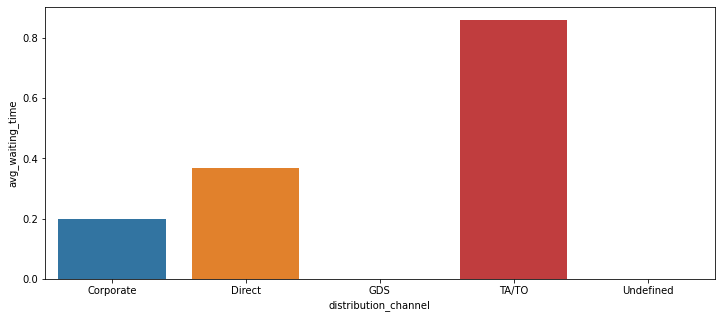 0.8
0.6
0.4
0.2
0.0
avg_waiting_time
Corporate Direct GDS TA/TO Undefined
distribution_channel